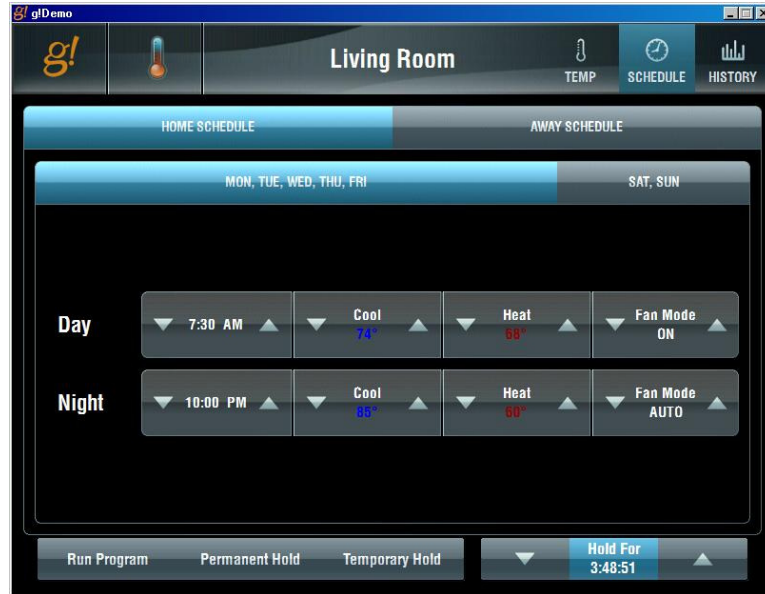 g! g!Demo
g!
Living Room
TEMP
SCHEDULE
HISTORY
HOME SCHEDULE
AWAY SCHEDULE
MON, TUE, WED, THU, FRI
SAT, SUN
Day
7:30 AM
Cool
74°
Heat
68°
Fan Mode
ON
Night
10:00 PM
Cool
85°
Heat
60°
Fan Mode
AUTO
Run Program
Permanent Hold
Temporary Hold
Hold For
3:48:51